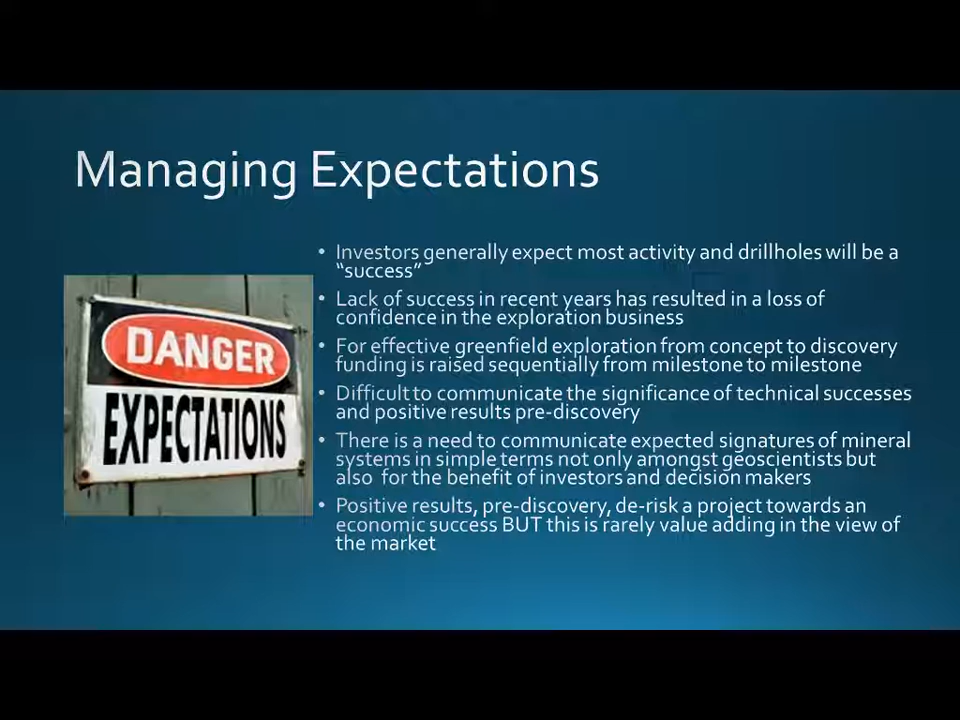 Managing Expectations
DANGER
EXPECTATIONS
• Investors generally expect most activity and drillholes will be a
“success”
• Lack of success in recent years has resulted in a loss of
confidence in the exploration business
• For effective greenfield exploration from concept to discovery
funding is raised sequentially from milestone to milestone
• Difficult to communicate the significance of technical successes
and positive results pre-discovery
• There is a need to communicate expected signatures of mineral
systems in simple terms not only amongst geoscientists but
also for the benefit of investors and decision makers
• Positive results, pre-discovery, de-risk a project towards an
economic success BUT this is rarely value adding in the view of
the market